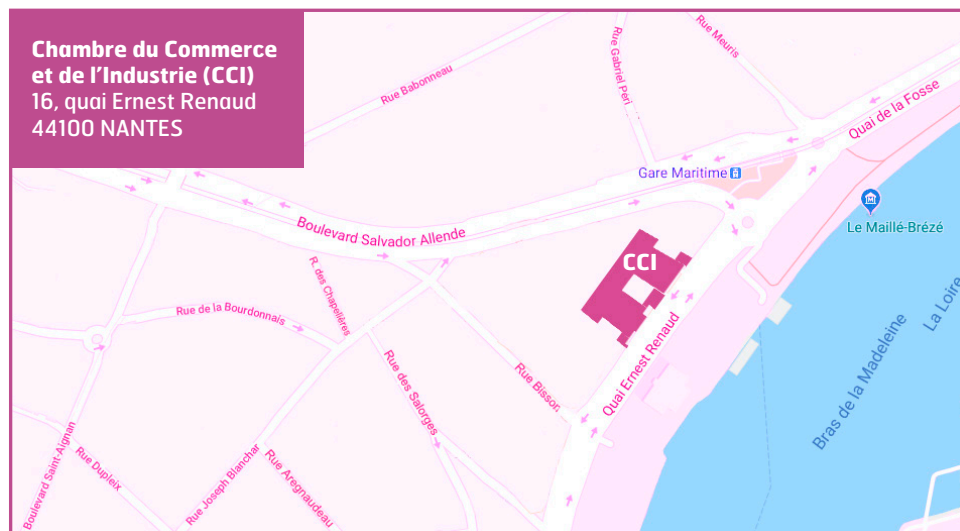 Chambre du Commerce
et de l'Industrie (CCI)
16, quai Ernest Renaud
44100 NANTES
Rue Babonneau
Rue Gabriel Péri
Rue Meuris
Quai de la Fosse
Gare Maritime
Le Maillé-Brézé
Boulevard Salvador Allende
CCI
R. des Chapelières
Rue de la Bourdonnais
Rue des Salorges
Rue Bisson
Quai Ernest Renaud
Bras de la Madeleine
La Loire
Boulevard Saint-Aignan
Rue Dupleix
Rue Joseph Blanchar
Rue Aregnaudeau